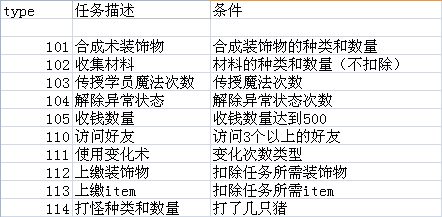 type 任务描述 条件
101 合成术装饰物 合成装饰物的种类和数量
102 收集材料 材料的种类和数量（不扣除）
103 传授学员魔法次数 传授魔法次数
104 解除异常状态 解除异常状态次数
105 收钱数量 收钱数量达到500
110 访问好友 访问3个以上的好友
111 使用变化术 变化次数类型
112 上缴装饰物 扣除任务所需装饰物
113 上缴item 扣除任务所需item
114 打怪种类和数量 打了几只猪